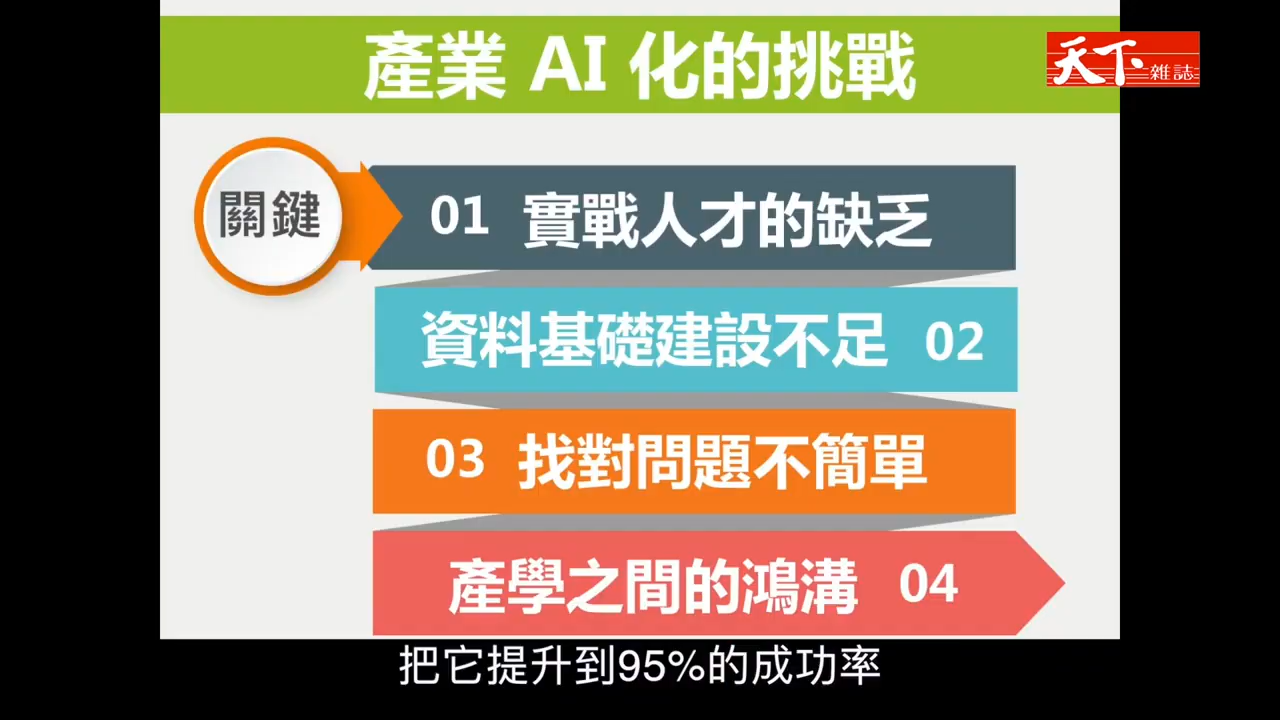 產業 AI 化的挑戰
天下雜誌
關鍵
01 實戰人才的缺乏
資料基礎建設不足 02
03 找對問題不簡單
產學之間的鴻溝 04
把它提升到95%的成功率